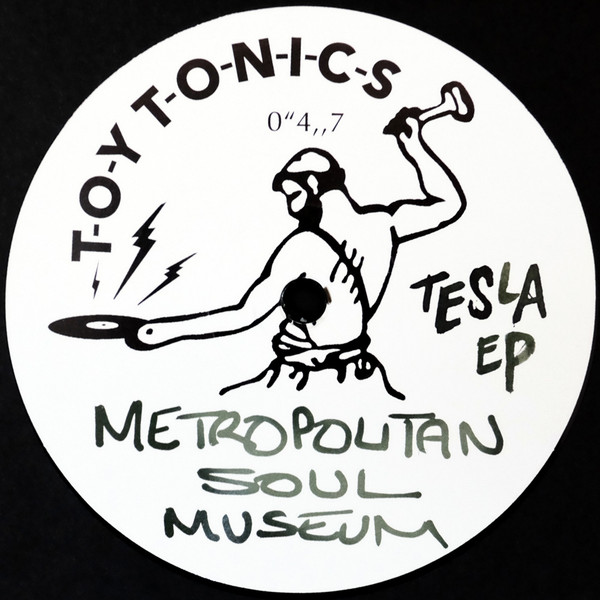 T-O-Y T-O-N-I-C-S
0“4,,7
TESLA
EP
METROPOLITAN
SOUL
MUSEUM